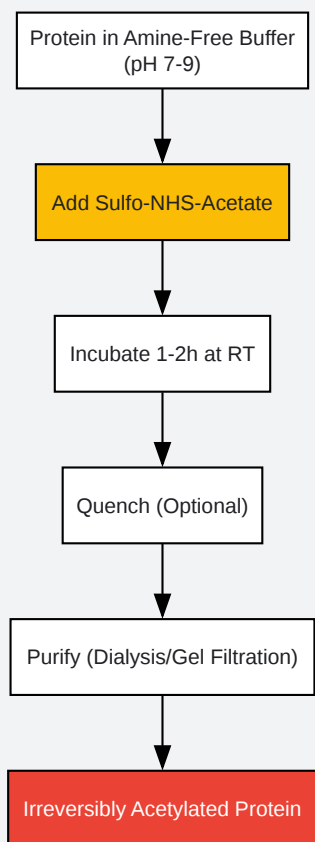 Protein in Amine-Free Buffer
(pH 7-9)
Add Sulfo-NHS-Acetate
Incubate 1-2h at RT
Quench (Optional)
Purify (Dialysis/Gel Filtration)
Irreversibly Acetylated Protein